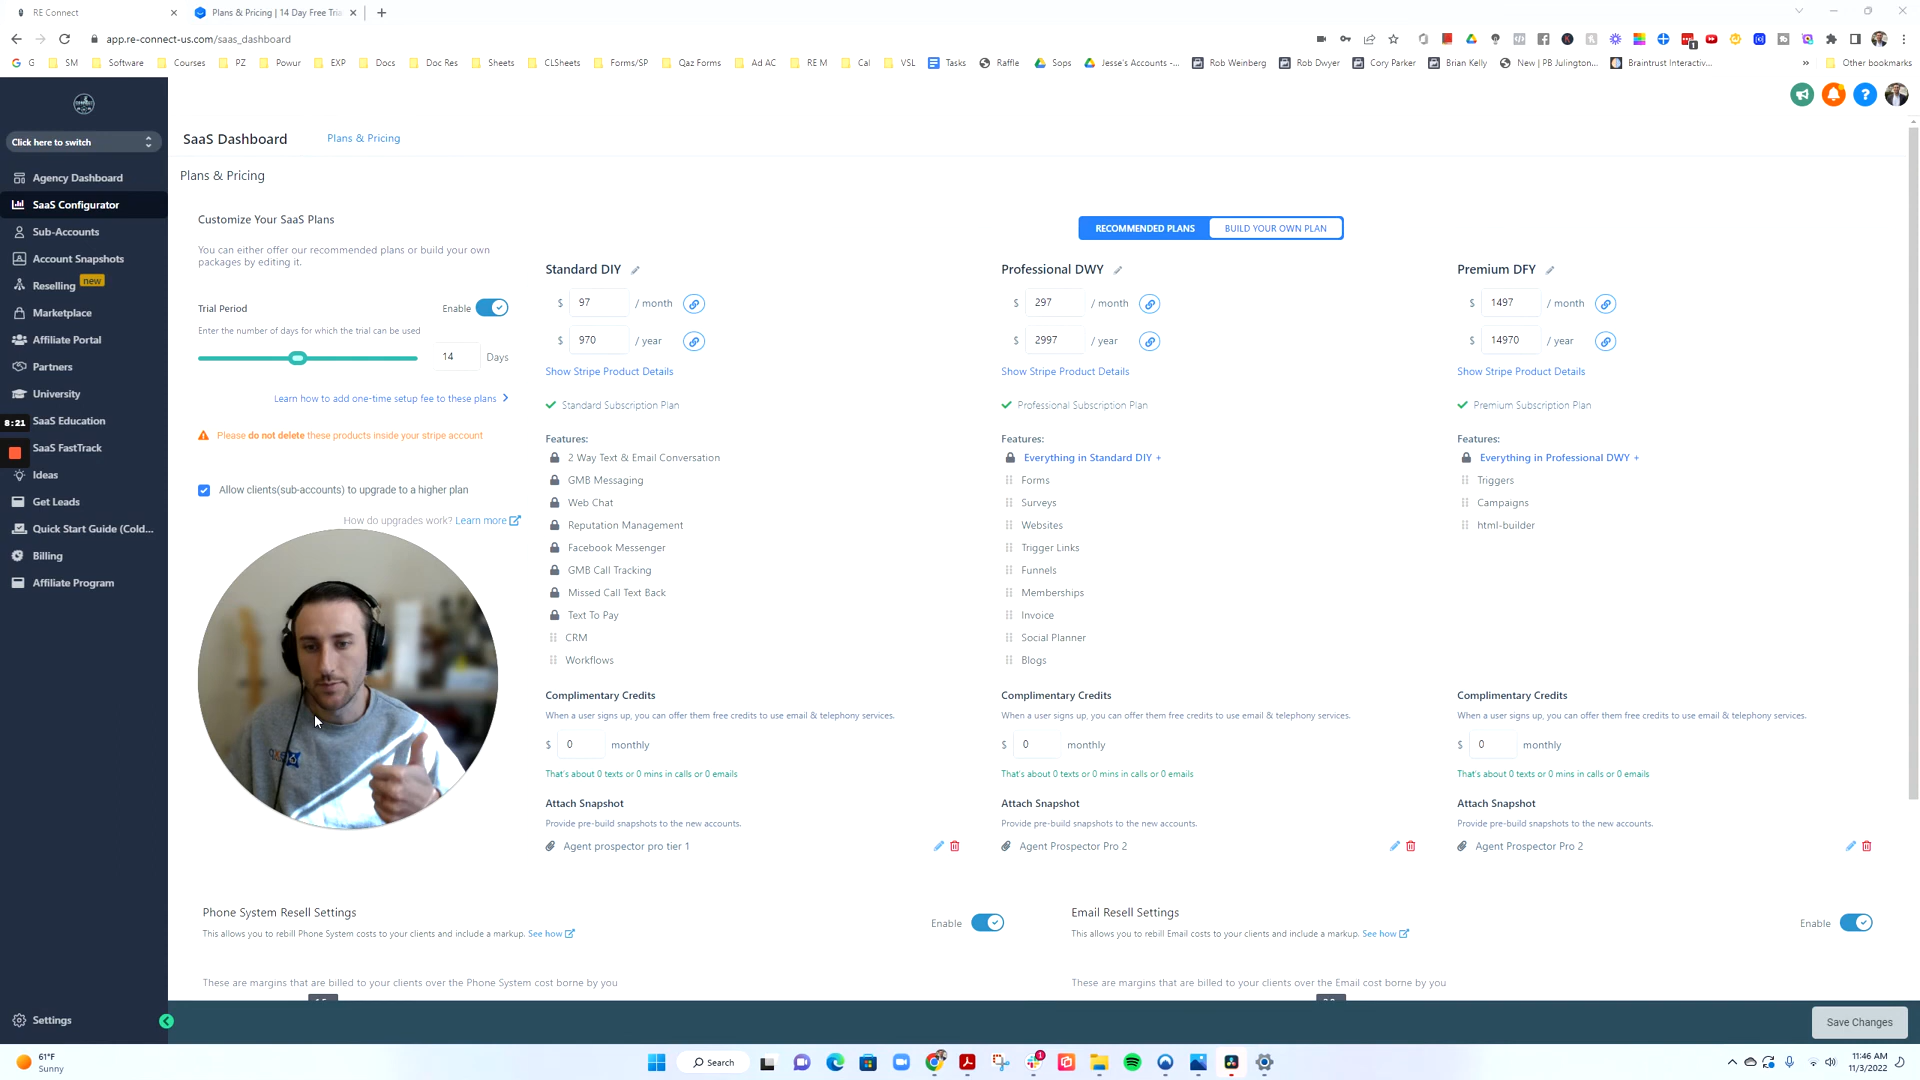 RE Connect
Plans & Pricing | 14 Day Free Tria
app.re-connect-us.com/saas_dashboard
G SM Software Courses PZ Powur EXP Docs Doc Res Sheets CLSheets Forms/SP Qaz Forms Ad AC RE M Cal VSL Tasks Raffle Sops Jesse's Accounts -... Rob Weinberg Rob Dwyer Cory Parker Brian Kelly New | PB Julington... Braintrust Interactiv... » Other bookmarks
Click here to switch
Agency Dashboard
SaaS Configurator
Sub-Accounts
Account Snapshots
Reselling new
Marketplace
Affiliate Portal
Partners
University
8:21
SaaS Education
SaaS FastTrack
Ideas
Get Leads
Quick Start Guide (Cold...
Billing
Affiliate Program
Settings
SaaS Dashboard
Plans & Pricing
Plans & Pricing
Customize Your SaaS Plans
You can either offer our recommended plans or build your own
packages by editing it.
Trial Period
Enable
Enter the number of days for which the trial can be used
14 Days
Learn how to add one-time setup fee to these plans
Please do not delete these products inside your stripe account
Allow clients(sub-accounts) to upgrade to a higher plan
How do upgrades work? Learn more
RECOMMENDED PLANS
BUILD YOUR OWN PLAN
Standard DIY
$ 97 / month
$ 970 / year
Show Stripe Product Details
Standard Subscription Plan
Features:
2 Way Text & Email Conversation
GMB Messaging
Web Chat
Reputation Management
Facebook Messenger
GMB Call Tracking
Missed Call Text Back
Text To Pay
CRM
Workflows
Complimentary Credits
When a user signs up, you can offer them free credits to use email & telephony services.
$ 0 monthly
That's about 0 texts or 0 mins in calls or 0 emails
Attach Snapshot
Provide pre-build snapshots to the new accounts.
Agent prospector pro tier 1
Professional DWY
$ 297 / month
$ 2997 / year
Show Stripe Product Details
Professional Subscription Plan
Features:
Everything in Standard DIY +
Forms
Surveys
Websites
Trigger Links
Funnels
Memberships
Invoice
Social Planner
Blogs
Complimentary Credits
When a user signs up, you can offer them free credits to use email & telephony services.
$ 0 monthly
That's about 0 texts or 0 mins in calls or 0 emails
Attach Snapshot
Provide pre-build snapshots to the new accounts.
Agent Prospector Pro 2
Premium DFY
$ 1497 / month
$ 14970 / year
Show Stripe Product Details
Premium Subscription Plan
Features:
Everything in Professional DWY +
Triggers
Campaigns
html-builder
Complimentary Credits
When a user signs up, you can offer them free credits to use email & telephony services.
$ 0 monthly
That's about 0 texts or 0 mins in calls or 0 emails
Attach Snapshot
Provide pre-build snapshots to the new accounts.
Agent Prospector Pro 2
Phone System Resell Settings
Enable
This allows you to rebill Phone System costs to your clients and include a markup. See how
These are margins that are billed to your clients over the Phone System cost borne by you
Email Resell Settings
Enable
This allows you to rebill Email costs to your clients and include a markup. See how
These are margins that are billed to your clients over the Email cost borne by you
Save Changes
61°F
Sunny
Search
1
11:46 AM
11/3/2022